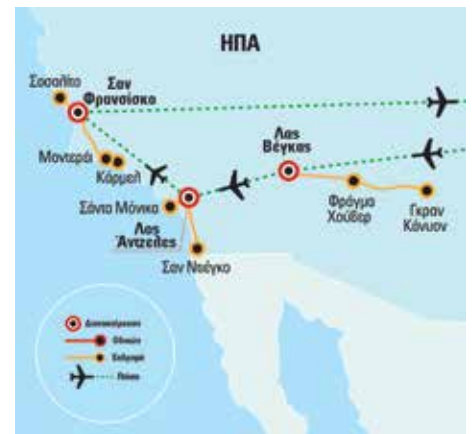 ΗΠΑ
Σοσαλίτο
Σαν
Φρανσίσκο
Μοντερέι
Κάρμελ
Λας
Βέγκας
Φράγμα
Χούβερ
Γκραν
Κάνυον
Σάντα Μόνικα
Λος
Άντζελες
Σαν Ντιέγκο
Διανυκτέρευση
Οδικώς
Εκδρομή
Πτήση